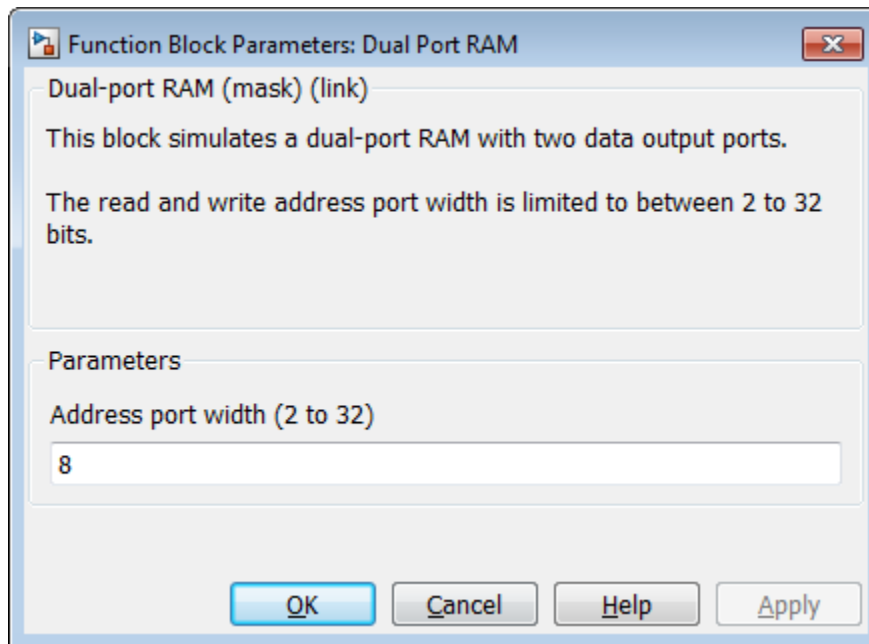 Function Block Parameters: Dual Port RAM
Dual-port RAM (mask) (link)
This block simulates a dual-port RAM with two data output ports.
The read and write address port width is limited to between 2 to 32
bits.
Parameters
Address port width (2 to 32)
8
OK Cancel Help Apply